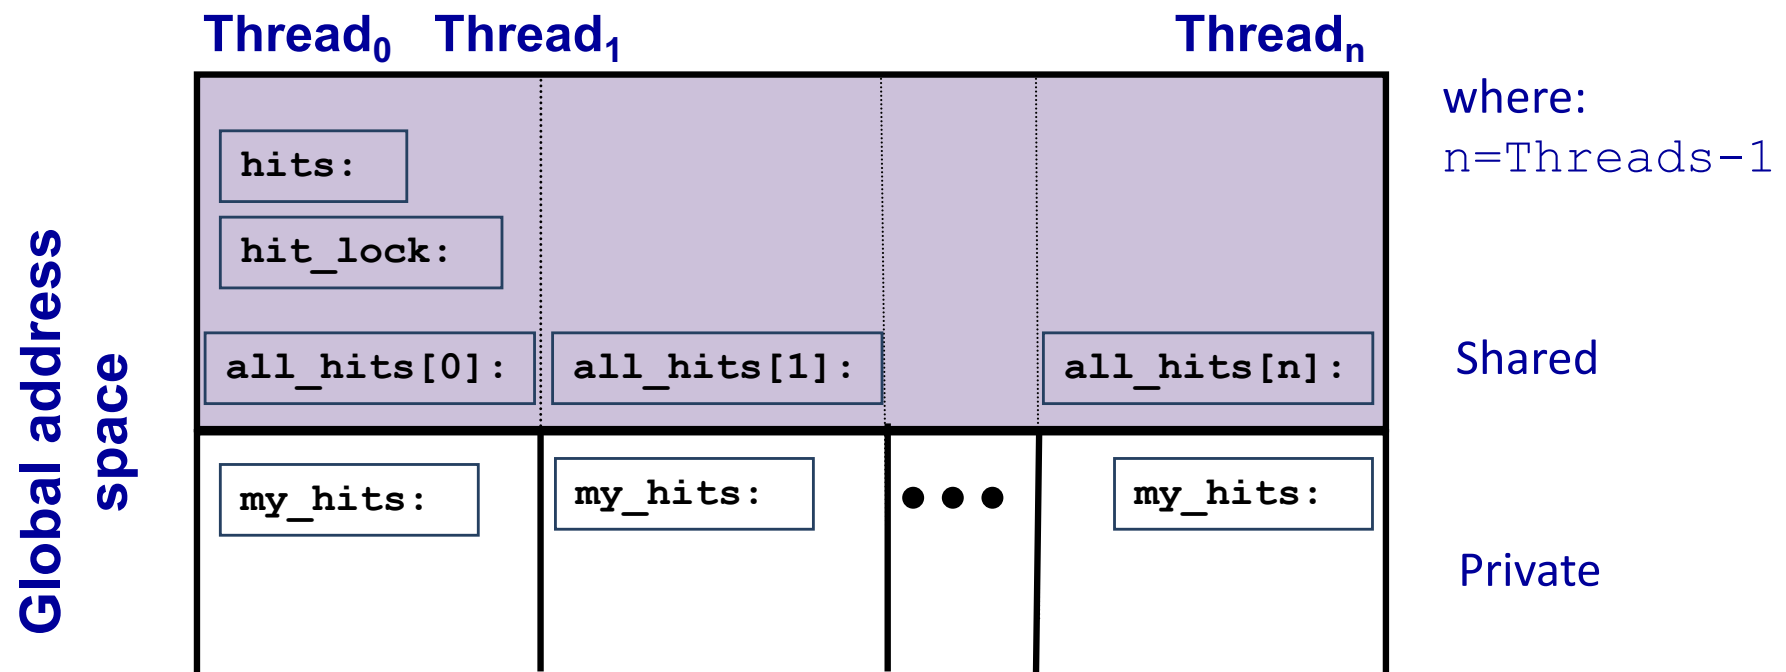 Thread0 Thread1 Threadn
where:
n=Threads-1
hits:
hit_lock:
all_hits[0]: all_hits[1]: all_hits[n]:
Shared
my_hits: my_hits: my_hits:
Private
Global address
space